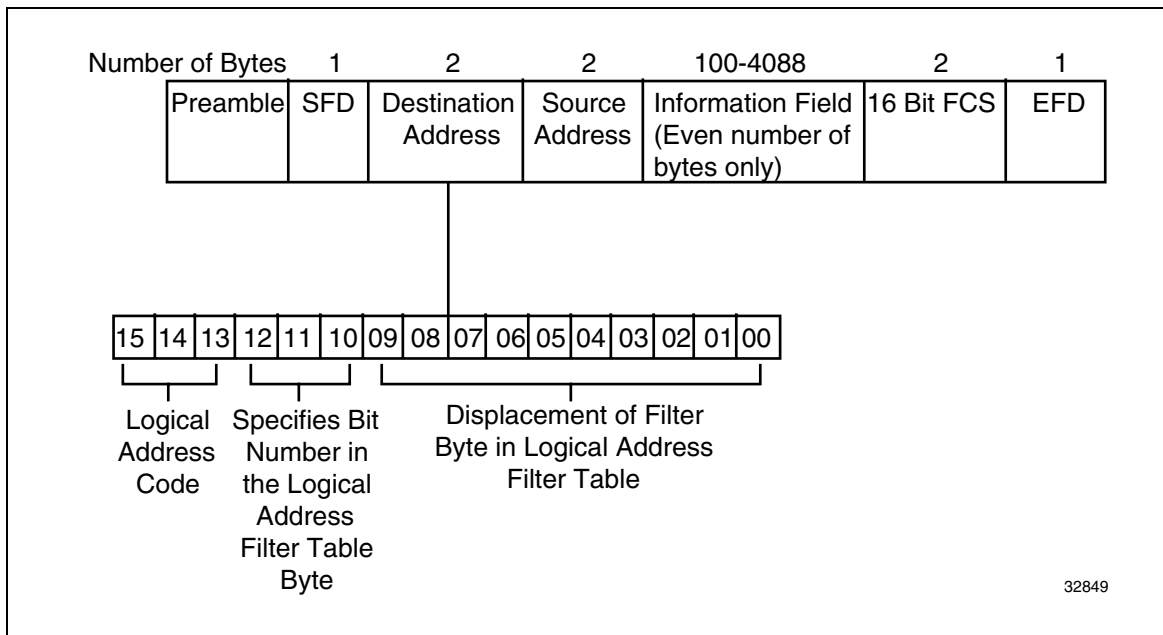 Number of Bytes 1 2 2 100-4088 2 1
Preamble SFD Destination Address Source Address Information Field (Even number of bytes only) 16 Bit FCS EFD
15 14 13 12 11 10 09 08 07 06 05 04 03 02 01 00
Logical
Address
Code
Specifies Bit
Number in
the Logical
Address
Filter Table
Byte
Displacement of Filter
Byte in Logical Address
Filter Table
32849